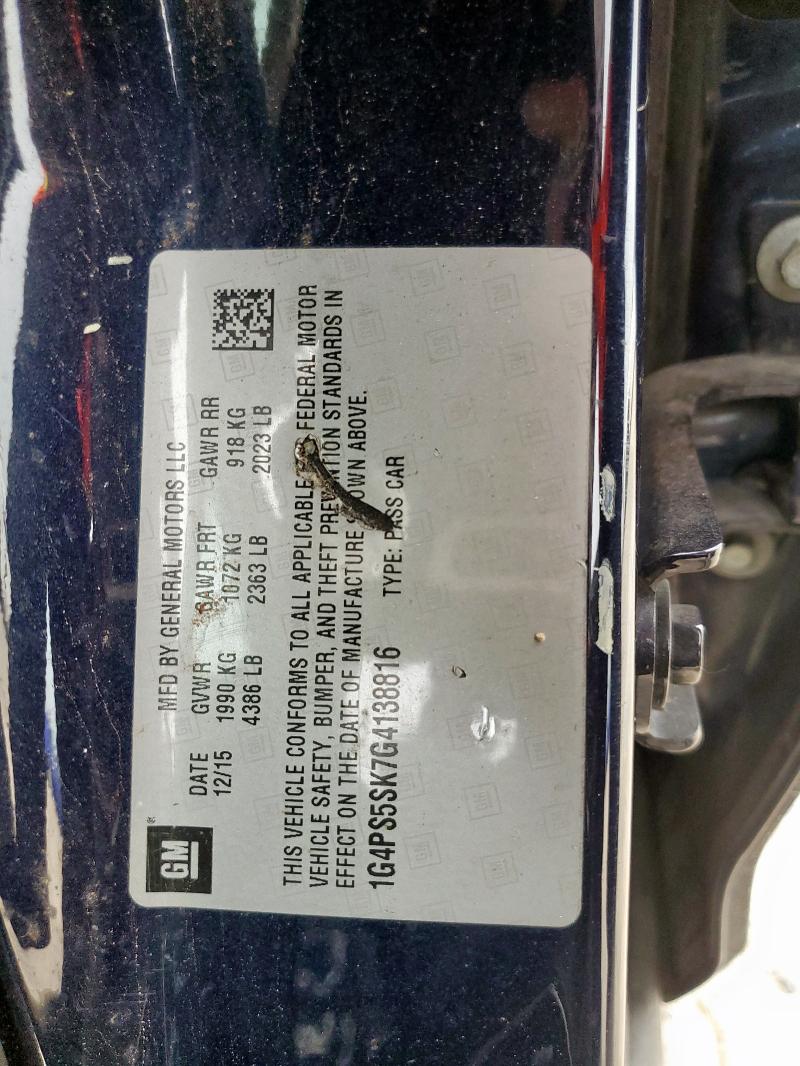 GM®
MFD BY GENERAL MOTORS LLC
DATE GVWR GAWR FRT GAWR RR
12/15 1990 KG 1072 KG 918 KG
4386 LB 2363 LB 2023 LB
THIS VEHICLE CONFORMS TO ALL APPLICABLE FEDERAL MOTOR
VEHICLE SAFETY, BUMPER, AND THEFT PREVENTION STANDARDS IN
EFFECT ON THE DATE OF MANUFACTURE SHOWN ABOVE.
1G4PS5SK7G4138816 TYPE: PASS CAR